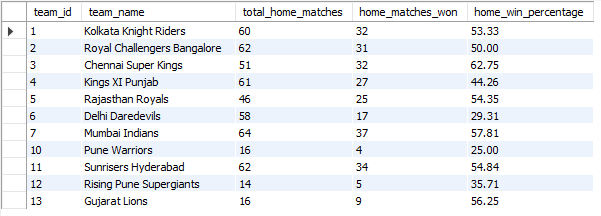 team_id team_name total_home_matches home_matches_won home_win_percentage
1 Kolkata Knight Riders 60 32 53.33
2 Royal Challengers Bangalore 62 31 50.00
3 Chennai Super Kings 51 32 62.75
4 Kings XI Punjab 61 27 44.26
5 Rajasthan Royals 46 25 54.35
6 Delhi Daredevils 58 17 29.31
7 Mumbai Indians 64 37 57.81
10 Pune Warriors 16 4 25.00
11 Sunrisers Hyderabad 62 34 54.84
12 Rising Pune Supergiants 14 5 35.71
13 Gujarat Lions 16 9 56.25